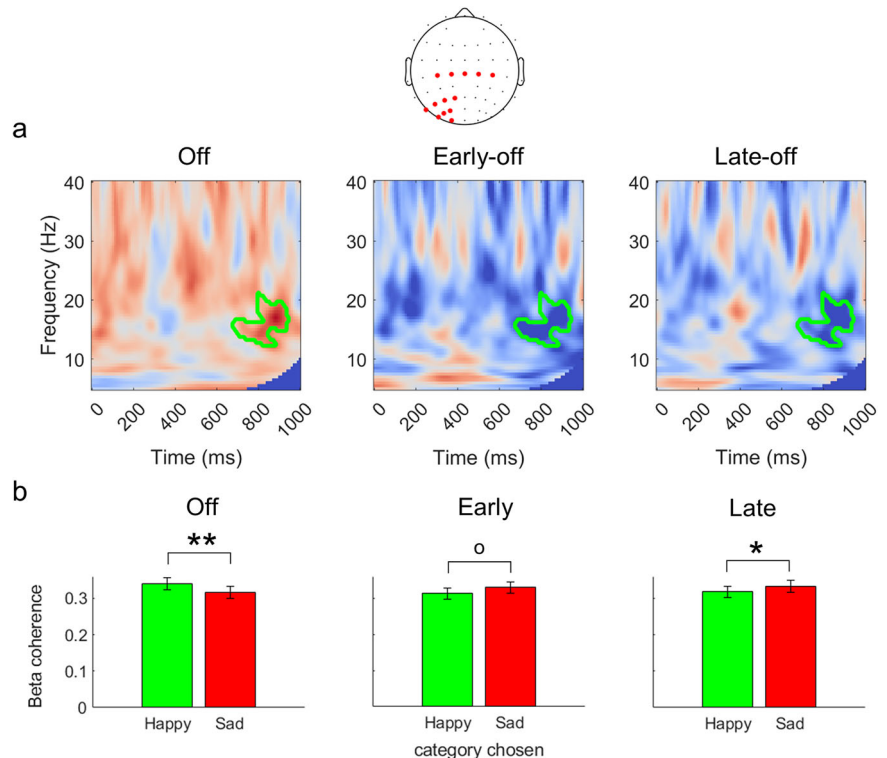 a
Off Early-off Late-off
40 40 40
30 30 30
20 20 20
10 10 10
Frequency (Hz)
0 200 400 600 800 1000 0 200 400 600 800 1000 0 200 400 600 800 1000
Time (ms) Time (ms) Time (ms)
b
Off Early Late
** o *
0.3
0.2
0.1
0
Beta coherence
Happy Sad Happy Sad Happy Sad
category chosen